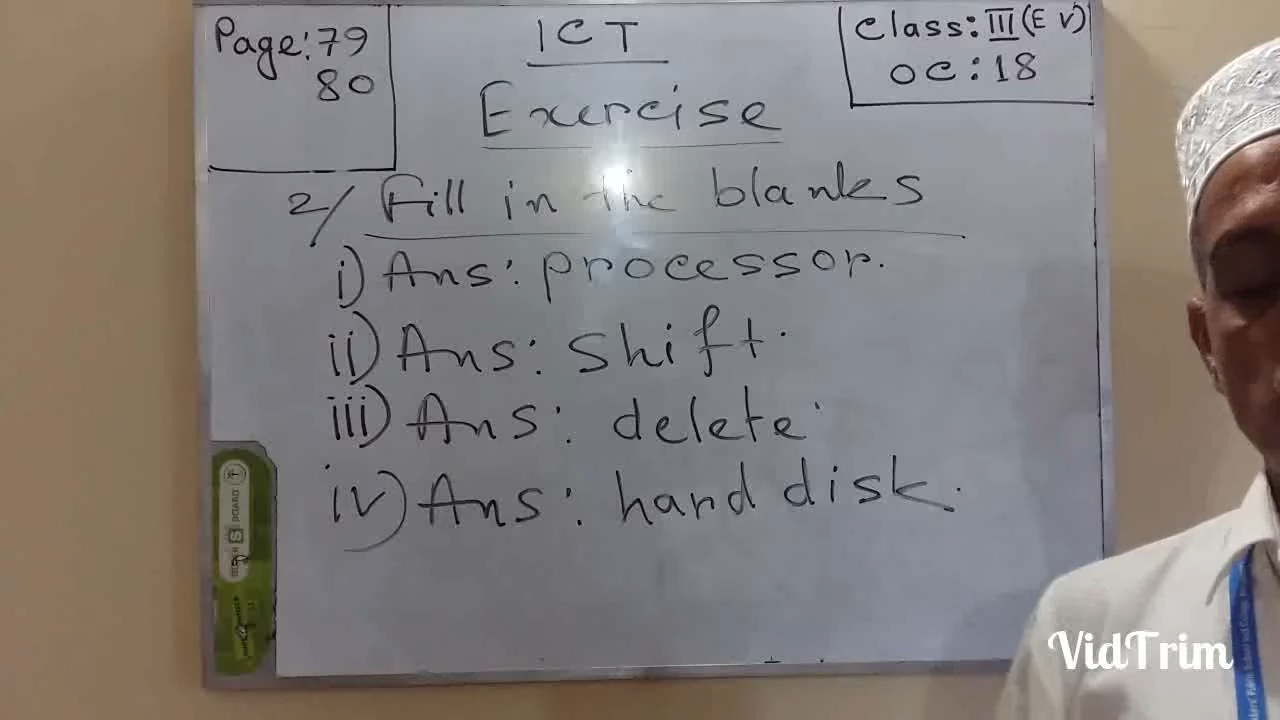 Page: 79
80
ICT
Class: III (E V)
OC: 18
Exercise
2/ Fill in the blanks
i) Ans: processor.
ii) Ans: shift.
iii) Ans: delete.
iv) Ans: hard disk.
BOARD
VidTrim